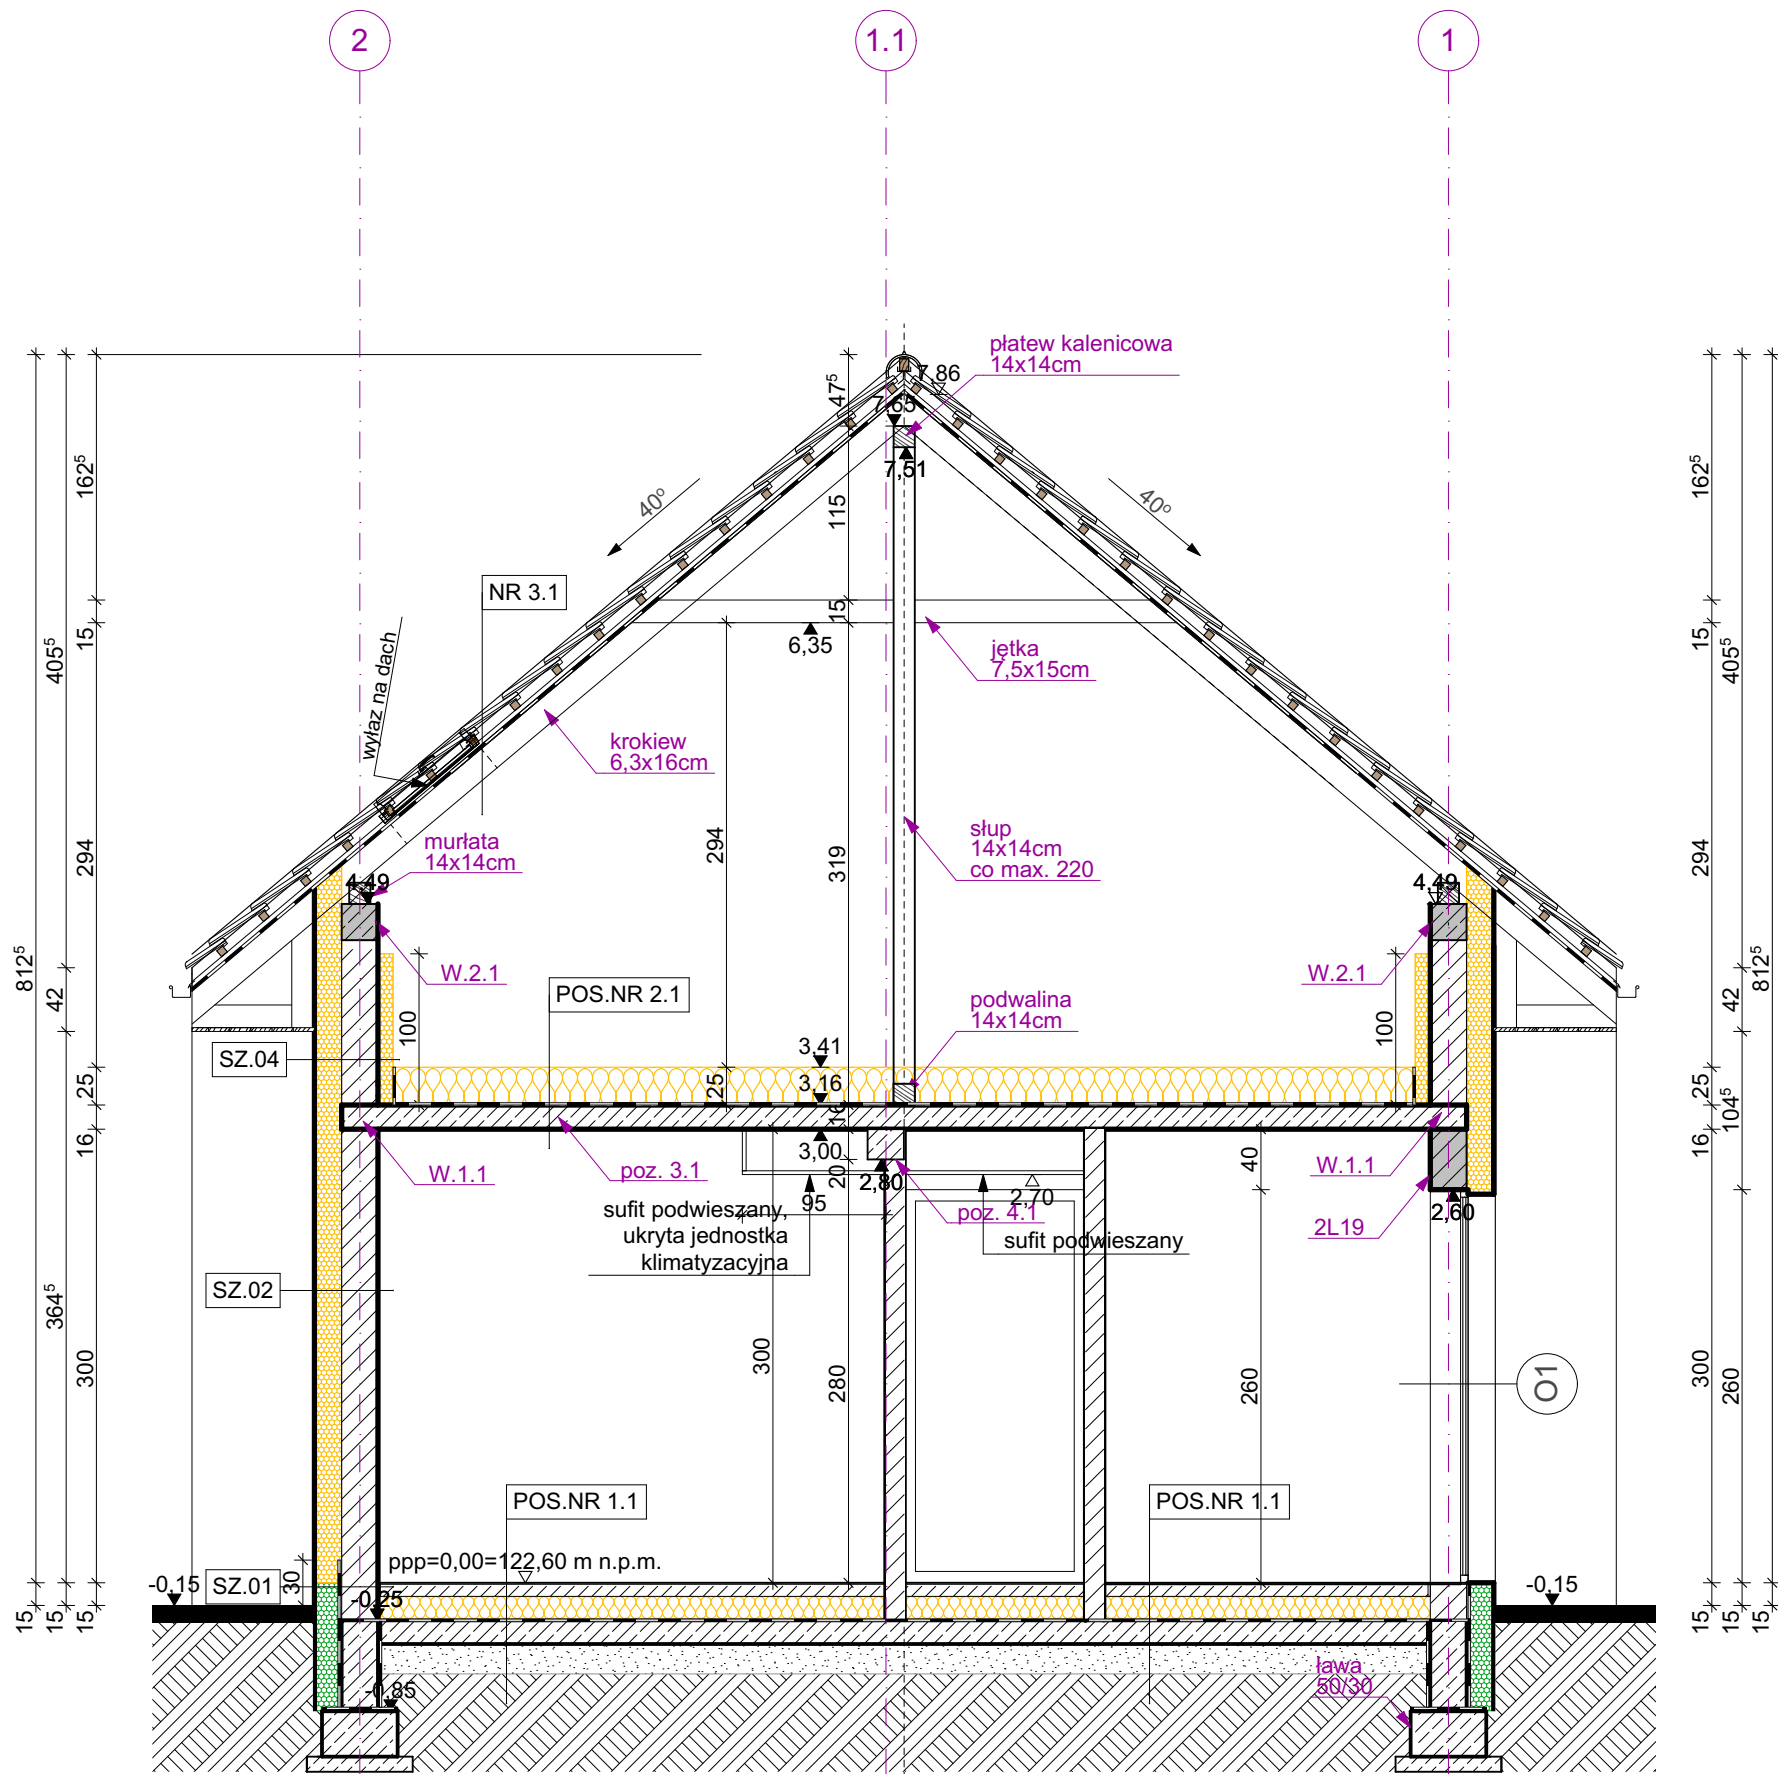 2
1.1
1
płatew kalenicowa
14x14cm
7,86
47⁵
7,65
7,51
162⁵
162⁵
40°
40°
115
NR 3.1
15
15
15
6,35
jętka
7,5x15cm
405⁵
405⁵
wyłaz na dach
krokiew
6,3x16cm
murłata
14x14cm
294
294
319
294
słup
14x14cm
co max. 220
4,49
4,49
812⁵
812⁵
W.2.1
W.2.1
POS.NR 2.1
podwalina
14x14cm
42
42
100
100
SZ.04
3,41
3,16
25
25
25
104⁵
16
16
16
3,00
20
2,80
40
W.1.1
poz. 3.1
W.1.1
95
2,70
poz. 4.1
2,60
2L19
sufit podwieszany,
ukryta jednostka
klimatyzacyjna
sufit podwieszany
SZ.02
364⁵
300
300
280
260
300
260
O1
POS.NR 1.1
POS.NR 1.1
ppp=0,00=122,60 m n.p.m.
-0,15
SZ.01
30
-0,25
-0,15
15
15
15
15
15
15
-0,85
ława
50/30